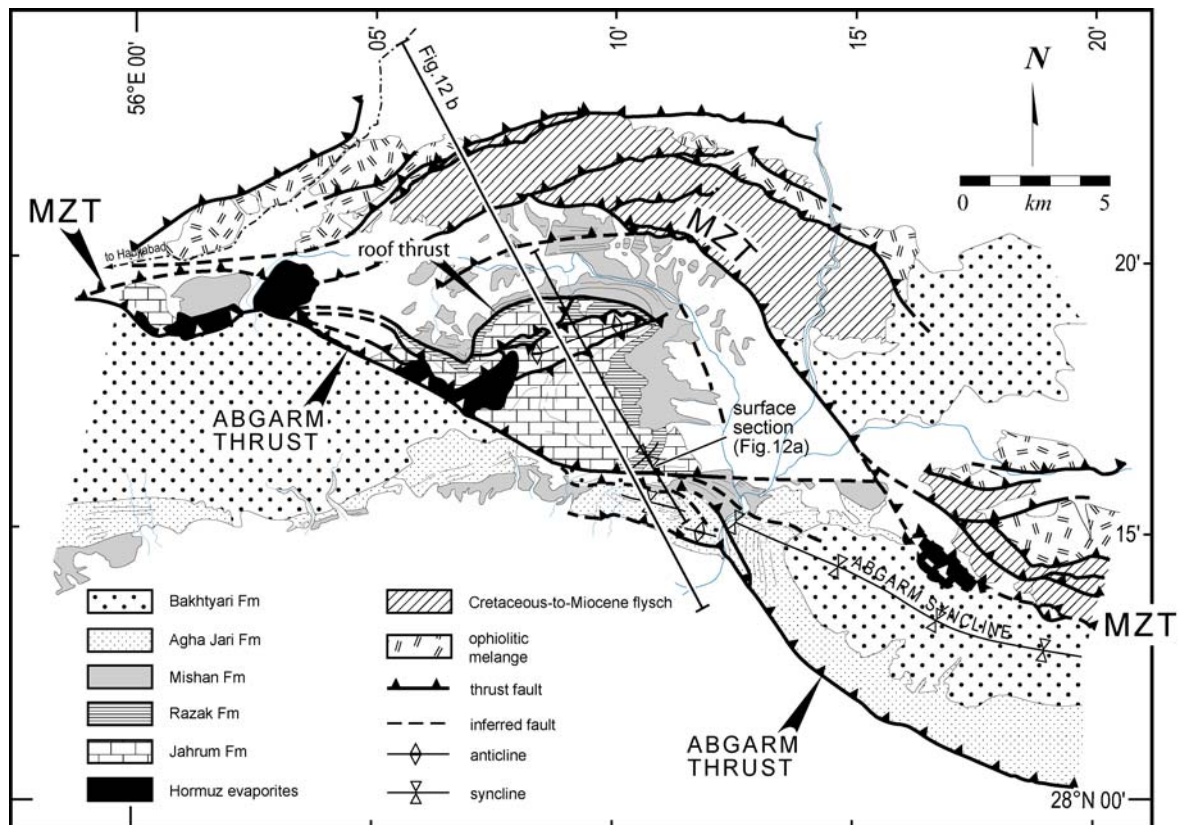 56°E 00'
05'
10'
15'
20'
Fig.12 b
N
0 km 5
MZT
to Hajiabad
roof thrust
MZT
20'
ABGARM
THRUST
surface
section
(Fig.12a)
15'
ABGARM SYNCLINE
MZT
ABGARM
THRUST
28°N 00'
Bakhtyari Fm
Agha Jari Fm
Mishan Fm
Razak Fm
Jahrum Fm
Hormuz evaporites
Cretaceous-to-Miocene flysch
ophiolitic
melange
thrust fault
inferred fault
anticline
syncline